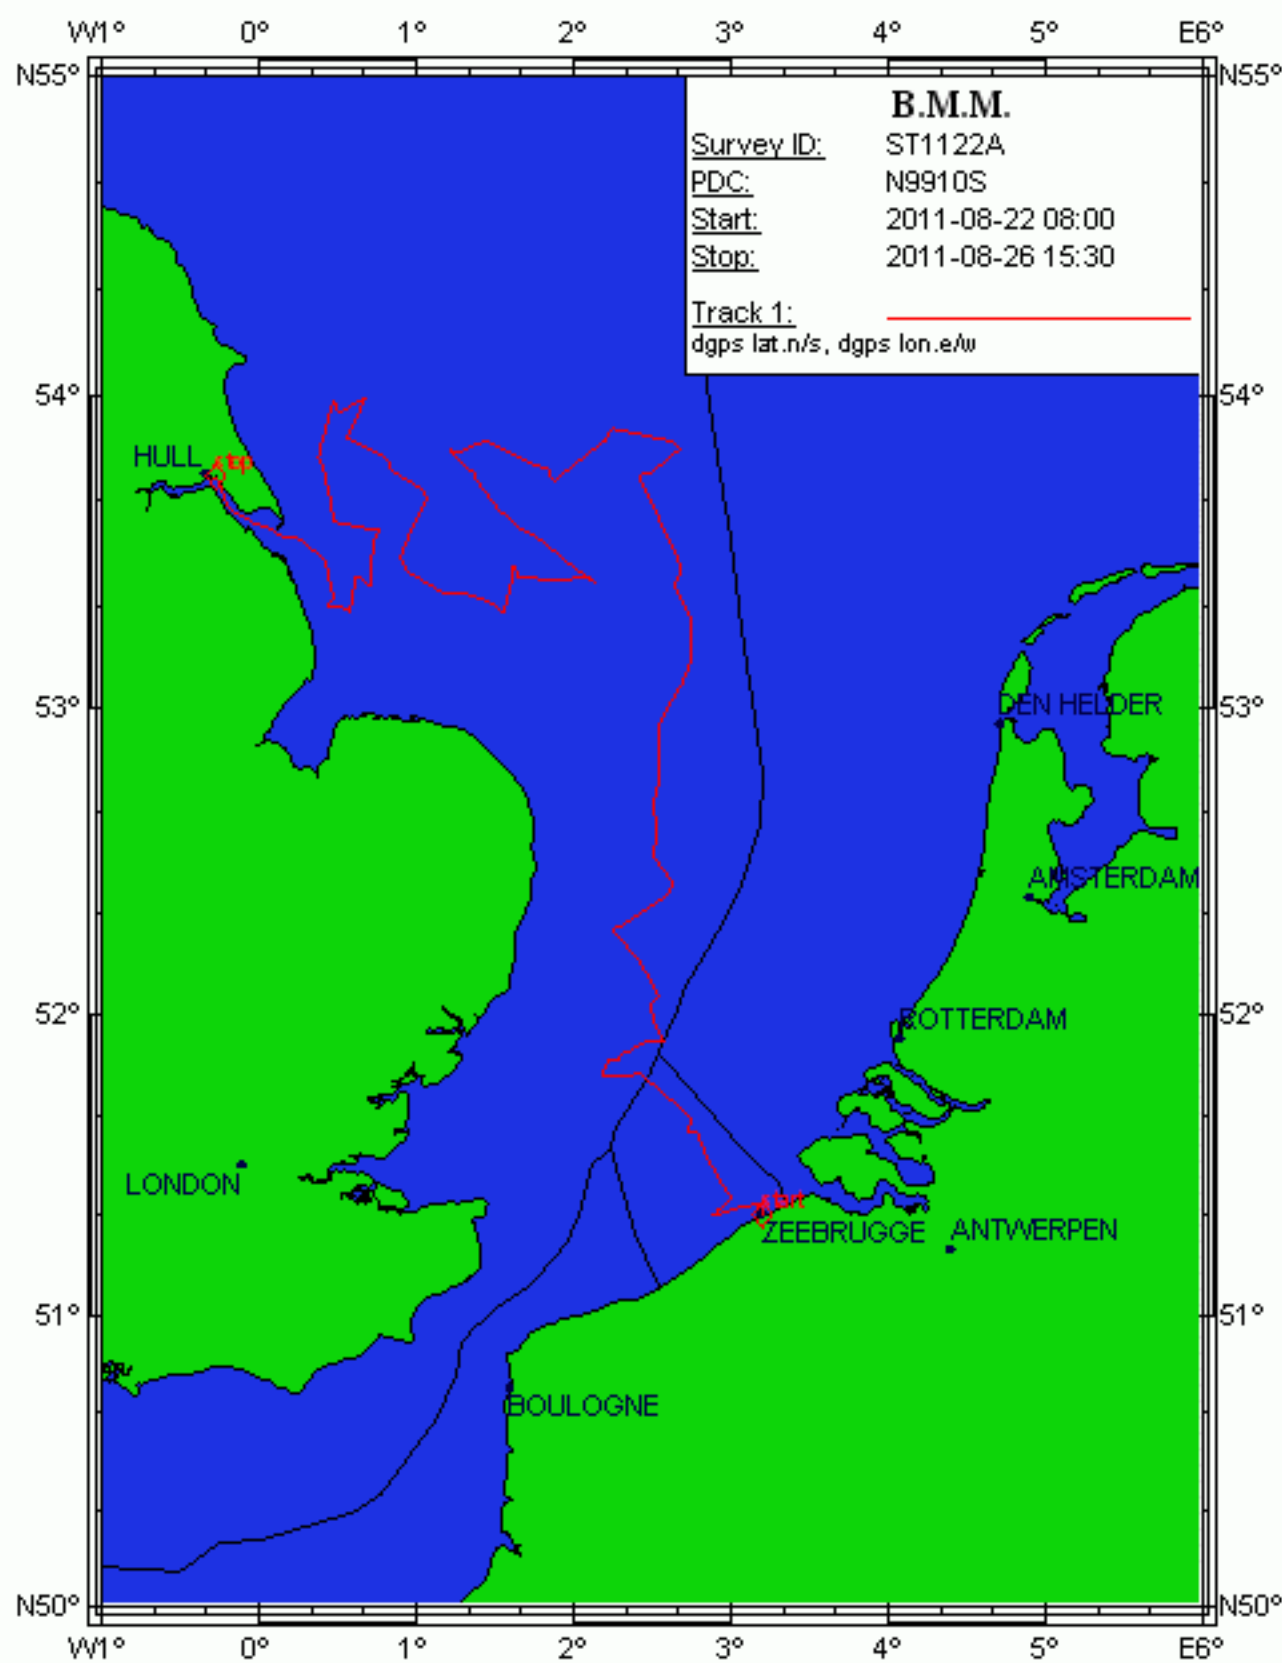 W1° 0° 1° 2° 3° 4° 5° E6°
N55° N55°
B.M.M.
Survey ID: ST1122A
PDC: N9910S
Start: 2011-08-22 08:00
Stop: 2011-08-26 15:30
Track 1:
dgps lat.n/s, dgps lon.e/w
54° 54°
HULL stop
53° 53°
DEN HELDER
AMSTERDAM
52° 52°
ROTTERDAM
LONDON
start
ZEEBRUGGE ANTWERPEN
51° 51°
BOULOGNE
N50° N50°
W1° 0° 1° 2° 3° 4° 5° E6°